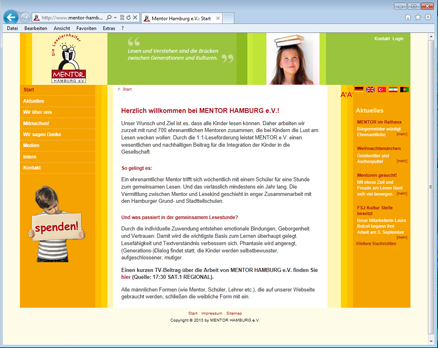 http://www.mentor-hamb...
Mentor Hamburg e.V.: Start
Datei Bearbeiten Ansicht Favoriten Extras ?
Die Leselernhelfer
MENTOR
HAMBURG e.V.
Lesen und Verstehen sind die Brücken
zwischen Generationen und Kulturen.
Kontakt Login
Start
Aktuelles
Wir über uns
Mitmachen!
Wir sagen Danke
Medien
Intern
Kontakt
spenden!
Start
Herzlich willkommen bei MENTOR HAMBURG e.V.!
Unser Wunsch und Ziel ist es, dass alle Kinder lesen können. Daher arbeiten wir
zurzeit mit rund 700 ehrenamtlichen Mentoren zusammen, die bei Kindern die Lust am
Lesen wecken wollen. Durch die 1:1-Leseförderung leistet MENTOR e.V. einen
wesentlichen und nachhaltigen Beitrag für die Integration der Kinder in die
Gesellschaft.
So gelingt es:
Ein ehrenamtlicher Mentor trifft sich wöchentlich mit einem Schüler für eine Stunde
zum gemeinsamen Lesen. Und das verlässlich mindestens ein Jahr lang. Die
Vermittlung zwischen Mentor und Lesekind geschieht in enger Zusammenarbeit mit
den Hamburger Grund- und Stadtteilschulen.
Und was passiert in der gemeinsamen Lesestunde?
Durch die individuelle Zuwendung entstehen emotionale Bindungen, Geborgenheit
und Vertrauen. Damit wird die wichtigste Basis zum Lernen überhaupt gelegt.
Lesefähigkeit und Textverständnis verbessern sich, Phantasie wird angeregt,
(Generations-)Dialog findet statt, die Kinder werden selbstbewusster,
aufgeschlossener, mutiger.
Einen kurzen TV-Beitrag über die Arbeit von MENTOR HAMBURG e.V. finden Sie
hier (Quelle: 17:30 SAT.1 REGIONAL).
Alle männlichen Formen (wie Mentor, Schüler, Lehrer etc.), die auf unserer Webseite
gebraucht werden, schließen die weibliche Form mit ein.
A- A+
Aktuelles
MENTOR im Rathaus
Bürgermeister würdigt
Ehrenamtliche
[mehr]
Weihnachtsmärchen
[mehr]
Mentoren gesucht!
[mehr]
FSJ Kultur Stelle
besetzt
[mehr]
Weitere Nachrichten
Start Impressum Sitemap
Copyright © 2015 by MENTOR HAMBURG e.V.